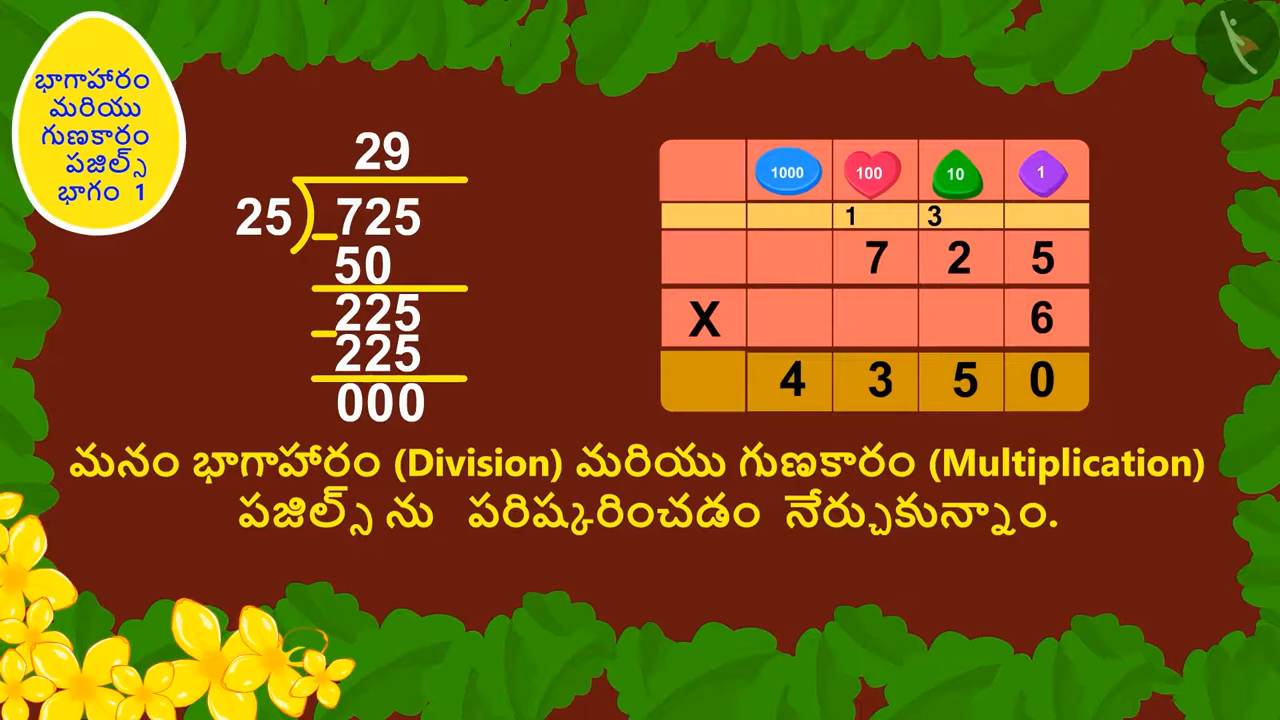 భాగాహారం
మరియు
గుణకారం
పజిల్స్
భాగం 1
29
25 725
50
225
225
000
1000 100 10 1
1 3
7 2 5
X 6
4 3 5 0
మనం భాగాహారం (Division) మరియు గుణకారం (Multiplication)
పజిల్స్ ను పరిష్కరించడం నేర్చుకున్నాం.